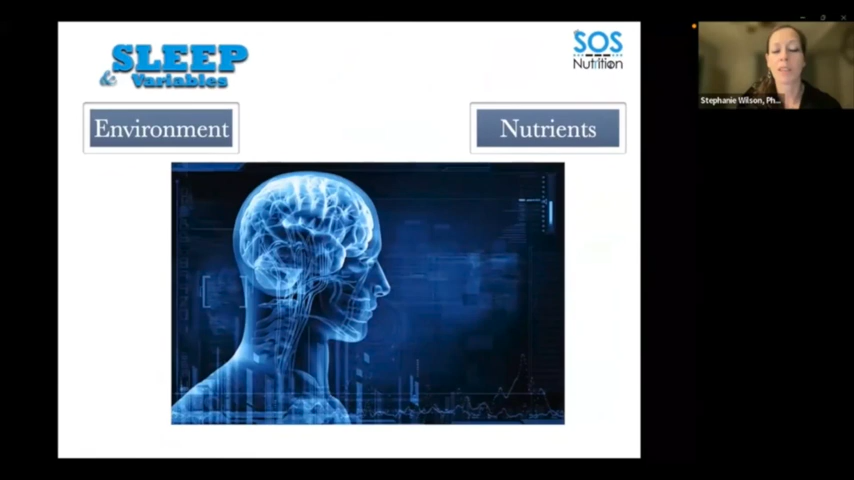 SLEEP
& Variables
SOS
Nutrition
Environment
Nutrients
Stephanie Wilson, Ph...